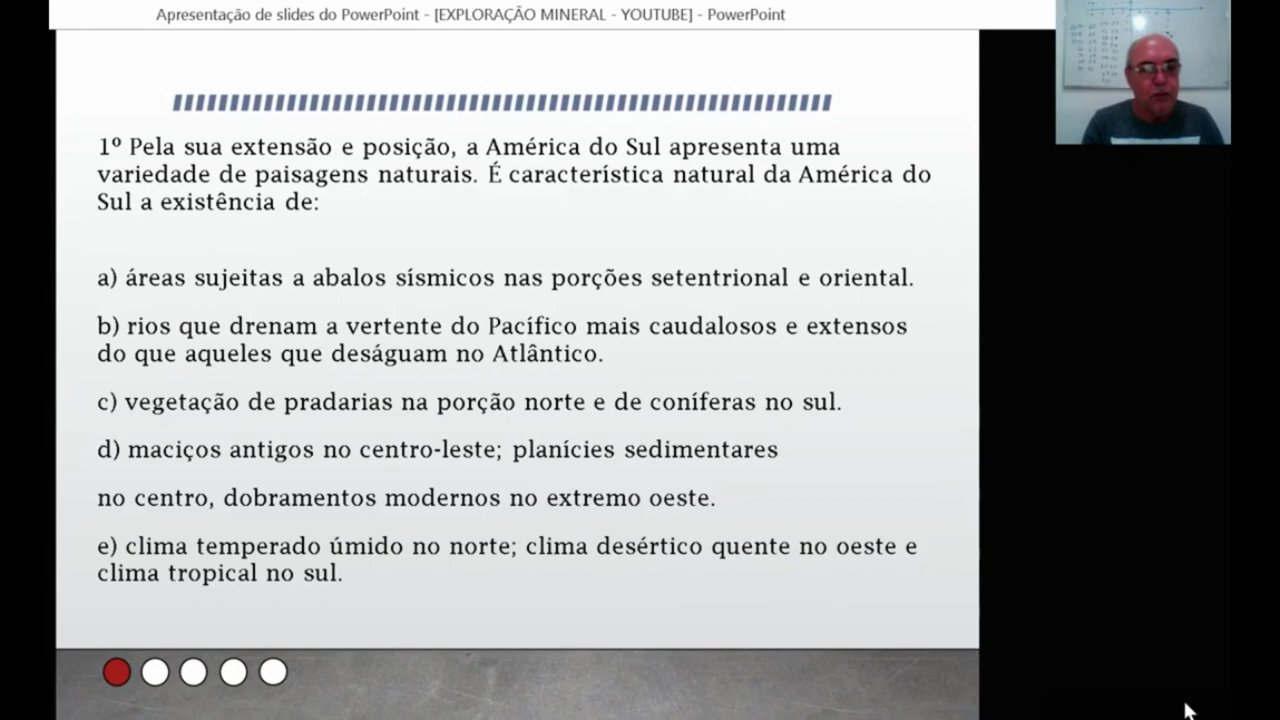 Apresentação de slides do PowerPoint - [EXPLORAÇÃO MINERAL - YOUTUBE] - PowerPoint
1º Pela sua extensão e posição, a América do Sul apresenta uma
variedade de paisagens naturais. É característica natural da América do
Sul a existência de:
a) áreas sujeitas a abalos sísmicos nas porções setentrional e oriental.
b) rios que drenam a vertente do Pacífico mais caudalosos e extensos
do que aqueles que deságuam no Atlântico.
c) vegetação de pradarias na porção norte e de coníferas no sul.
d) maciços antigos no centro-leste; planícies sedimentares
no centro, dobramentos modernos no extremo oeste.
e) clima temperado úmido no norte; clima desértico quente no oeste e
clima tropical no sul.